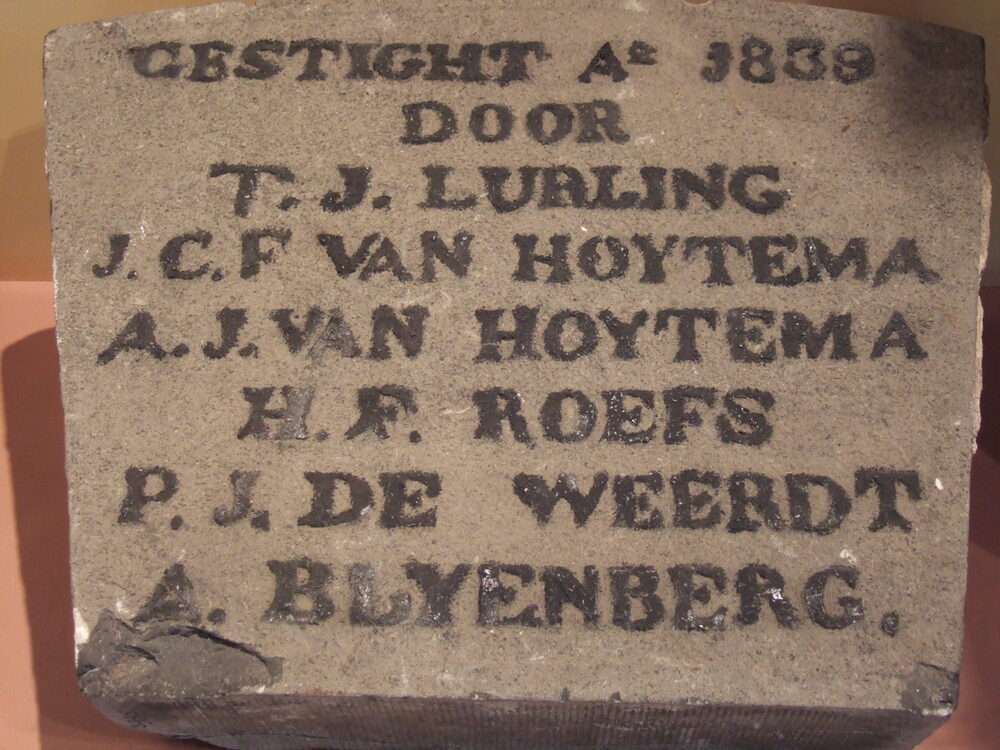 GESTIGHT Aº 1839
DOOR
T. J. LURLING
J. C. F VAN HOYTEMA
A. J. VAN HOYTEMA
H. F. ROEFS
P. J. DE WEERDT
A. BLYENBERG.